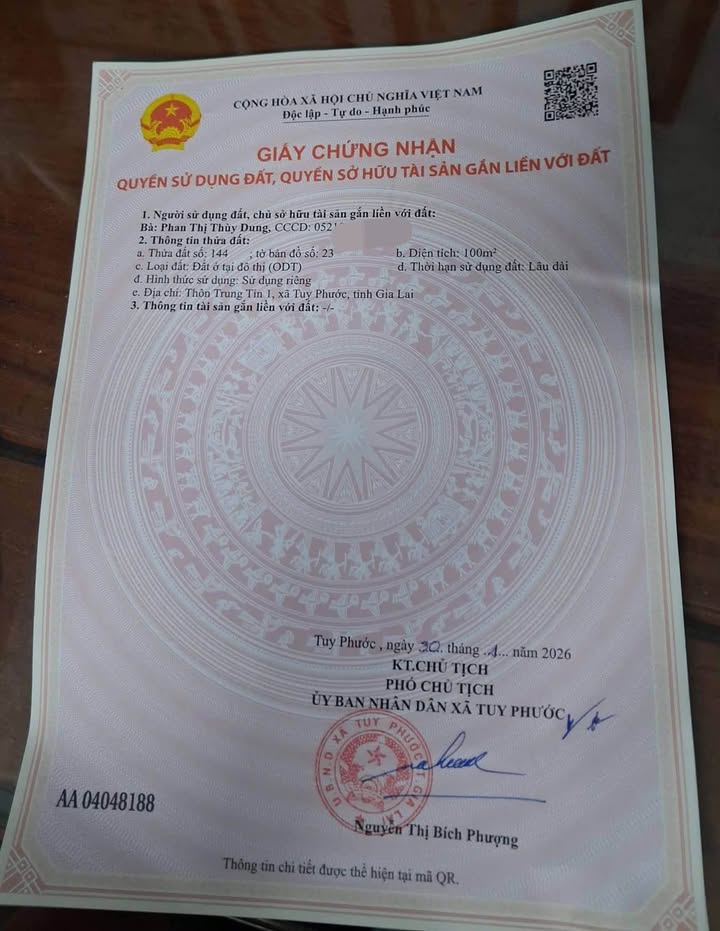 CỘNG HÒA XÃ HỘI CHỦ NGHĨA VIỆT NAM
Độc lập - Tự do - Hạnh phúc
GIẤY CHỨNG NHẬN
QUYỀN SỬ DỤNG ĐẤT, QUYỀN SỞ HỮU TÀI SẢN GẮN LIỀN VỚI ĐẤT
1. Người sử dụng đất, chủ sở hữu tài sản gắn liền với đất:
Bà: Phan Thị Thùy Dung, CCCD: 052
2. Thông tin thửa đất:
a. Thửa đất số: 144 , tờ bản đồ số: 23 b. Diện tích: 100m²
c. Loại đất: Đất ở tại đô thị (ODT) d. Thời hạn sử dụng đất: Lâu dài
đ. Hình thức sử dụng: Sử dụng riêng
e. Địa chỉ: Thôn Trung Tín 1, xã Tuy Phước, tỉnh Gia Lai
3. Thông tin tài sản gắn liền với đất: -/-
Tuy Phước , ngày 30 tháng ..1... năm 2026
KT.CHỦ TỊCH
PHÓ CHỦ TỊCH
ỦY BAN NHÂN DÂN XÃ TUY PHƯỚC
U.B.N.D XÃ TUY PHƯỚC T. GIA LAI
AA 04048188
Nguyễn Thị Bích Phượng
Thông tin chi tiết được thể hiện tại mã QR.